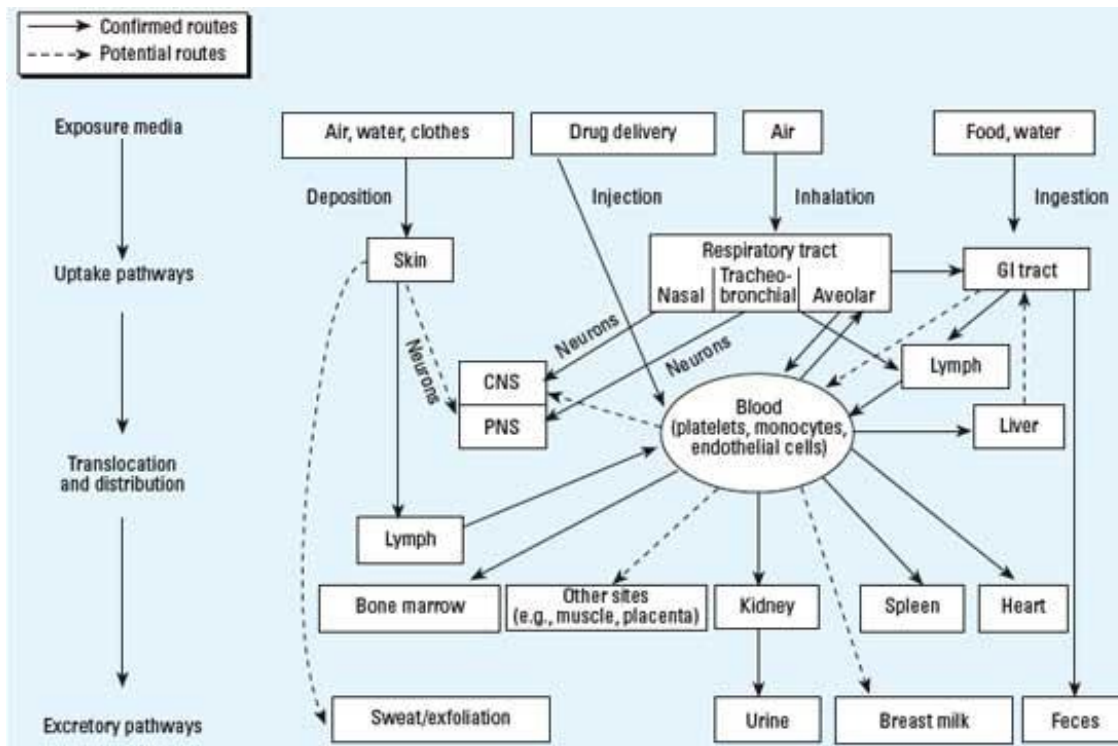 Confirmed routes
Potential routes
Exposure media
Air, water, clothes
Drug delivery
Air
Food, water
Deposition
Injection
Inhalation
Ingestion
Uptake pathways
Skin
Respiratory tract
Nasal
Tracheo-
bronchial
Aveolar
GI tract
Neurons
Neurons
Neurons
CNS
PNS
Lymph
Blood
(platelets, monocytes,
endothelial cells)
Liver
Translocation
and distribution
Lymph
Bone marrow
Other sites
(e.g., muscle, placenta)
Kidney
Spleen
Heart
Excretory pathways
Sweat/exfoliation
Urine
Breast milk
Feces